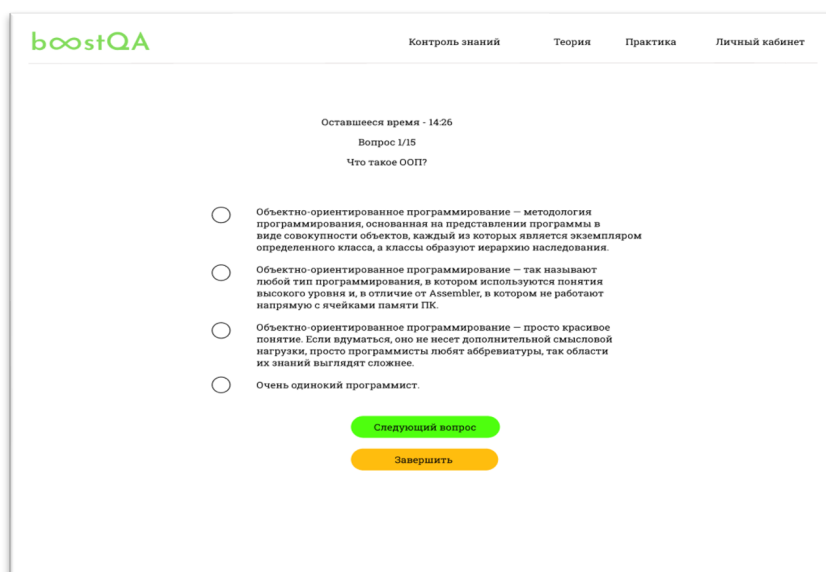 boostQA
Контроль знаний
Теория
Практика
Личный кабинет
Оставшееся время - 14:26
Вопрос 1/15
Что такое ООП?
Объектно-ориентированное программирование — методология
программирования, основанная на представлении программы в
виде совокупности объектов, каждый из которых является экземпляром
определенного класса, а классы образуют иерархию наследования.
Объектно-ориентированное программирование — так называют
любой тип программирования, в котором используются понятия
высокого уровня и, в отличие от Assembler, в котором не работают
напрямую с ячейками памяти ПК.
Объектно-ориентированное программирование — просто красивое
понятие. Если вдуматься, оно не несет дополнительной смысловой
нагрузки, просто программисты любят аббревиатуры, так области
их знаний выглядят сложнее.
Очень одинокий программист.
Следующий вопрос
Завершить